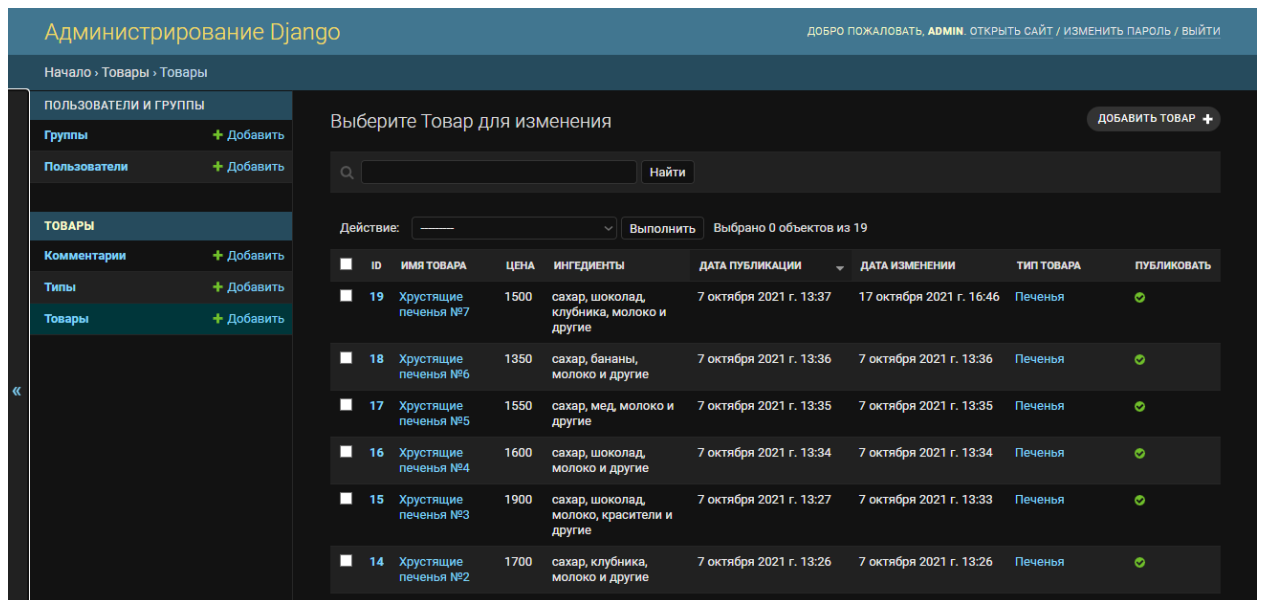 Администрирование Django
ДОБРО ПОЖАЛОВАТЬ, ADMIN. ОТКРЫТЬ САЙТ / ИЗМЕНИТЬ ПАРОЛЬ / ВЫЙТИ
Начало › Товары › Товары
ПОЛЬЗОВАТЕЛИ И ГРУППЫ
Группы + Добавить
Пользователи + Добавить
ТОВАРЫ
Комментарии + Добавить
Типы + Добавить
Товары + Добавить
«
Выберите Товар для изменения
ДОБАВИТЬ ТОВАР +
Найти
Действие: --------- Выполнить Выбрано 0 объектов из 19
ID ИМЯ ТОВАРА ЦЕНА ИНГЕДИЕНТЫ ДАТА ПУБЛИКАЦИИ ДАТА ИЗМЕНЕНИИ ТИП ТОВАРА ПУБЛИКОВАТЬ
19 Хрустящие 1500 сахар, шоколад, 7 октября 2021 г. 13:37 17 октября 2021 г. 16:46 Печенья
печенья №7 клубника, молоко и
другие
18 Хрустящие 1350 сахар, бананы, 7 октября 2021 г. 13:36 7 октября 2021 г. 13:36 Печенья
печенья №6 молоко и другие
17 Хрустящие 1550 сахар, мед, молоко и 7 октября 2021 г. 13:35 7 октября 2021 г. 13:35 Печенья
печенья №5 другие
16 Хрустящие 1600 сахар, шоколад, 7 октября 2021 г. 13:34 7 октября 2021 г. 13:34 Печенья
печенья №4 молоко и другие
15 Хрустящие 1900 сахар, шоколад, 7 октября 2021 г. 13:27 7 октября 2021 г. 13:33 Печенья
печенья №3 молоко, красители и
другие
14 Хрустящие 1700 сахар, клубника, 7 октября 2021 г. 13:26 7 октября 2021 г. 13:26 Печенья
печенья №2 молоко и другие